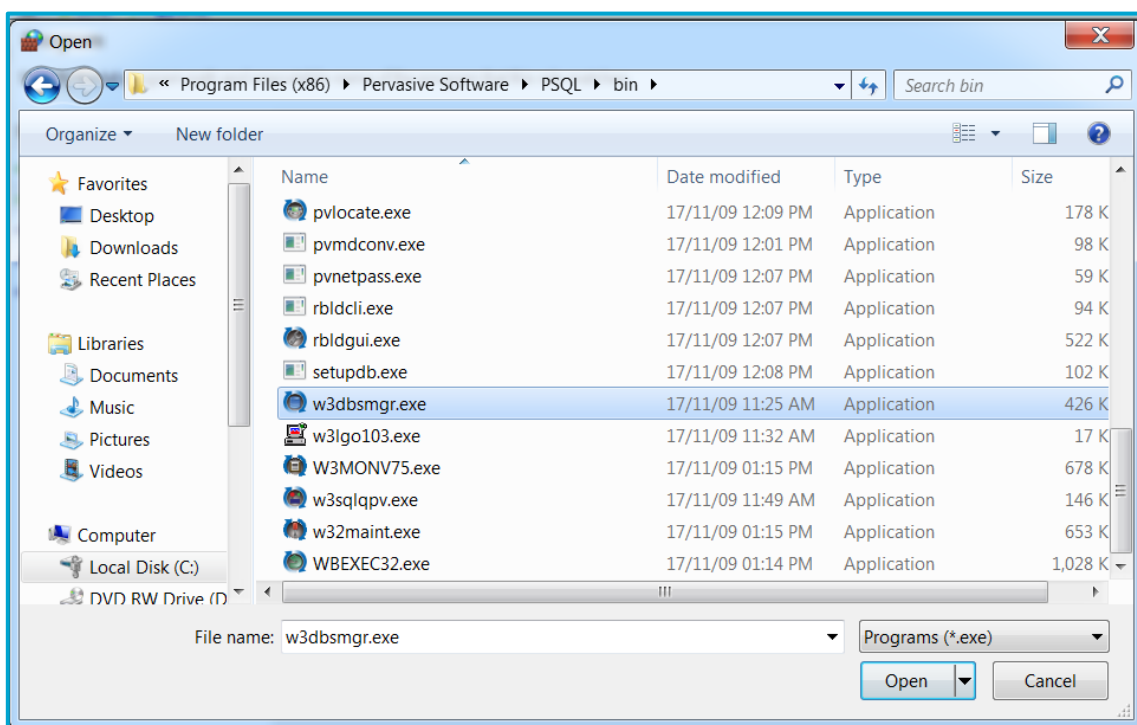 Open
« Program Files (x86) ▸ Pervasive Software ▸ PSQL ▸ bin ▸ Search bin
Organize New folder
Favorites
Desktop
Downloads
Recent Places
Libraries
Documents
Music
Pictures
Videos
Computer
Local Disk (C:)
DVD RW Drive (D
Name Date modified Type Size
pvlocate.exe 17/11/09 12:09 PM Application 178 K
pvmdconv.exe 17/11/09 12:01 PM Application 98 K
pvnetpass.exe 17/11/09 12:07 PM Application 59 K
rbldcli.exe 17/11/09 12:07 PM Application 94 K
rbldgui.exe 17/11/09 12:07 PM Application 522 K
setupdb.exe 17/11/09 12:08 PM Application 102 K
w3dbsmgr.exe 17/11/09 11:25 AM Application 426 K
w3lgo103.exe 17/11/09 11:32 AM Application 17 K
W3MONV75.exe 17/11/09 01:15 PM Application 678 K
w3sqlqpv.exe 17/11/09 11:49 AM Application 146 K
w32maint.exe 17/11/09 01:15 PM Application 653 K
WBEXEC32.exe 17/11/09 01:14 PM Application 1,028 K
File name: w3dbsmgr.exe Programs (*.exe)
Open Cancel